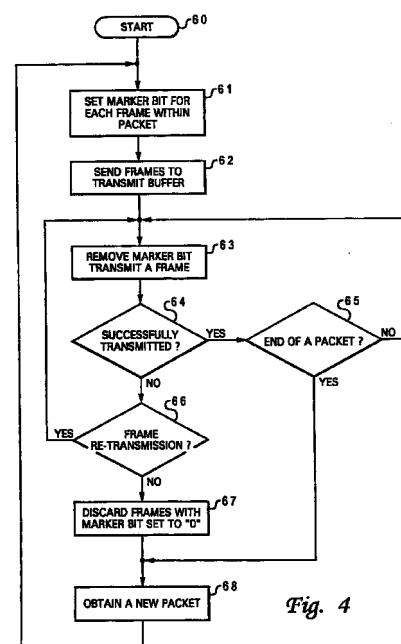 START
60
61
SET MARKER BIT FOR
EACH FRAME WITHIN
PACKET
62
SEND FRAMES TO
TRANSMIT BUFFER
63
REMOVE MARKER BIT
TRANSMIT A FRAME
64
SUCCESSFULLY
TRANSMITTED ?
YES
65
END OF A PACKET ?
NO
NO
YES
66
YES
FRAME
RE-TRANSMISSION ?
NO
67
DISCARD FRAMES WITH
MARKER BIT SET TO "0"
68
OBTAIN A NEW PACKET
Fig. 4